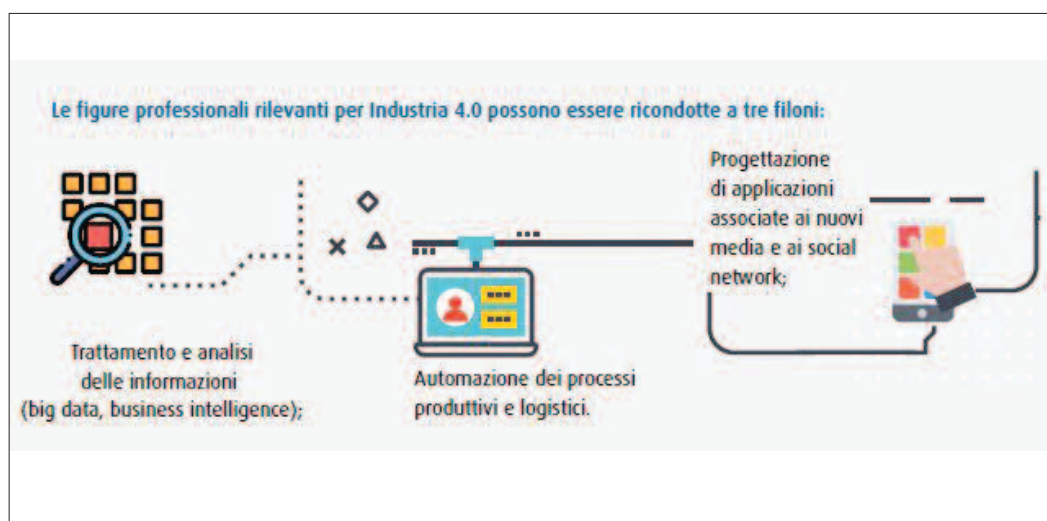 Le figure professionali rilevanti per Industria 4.0 possono essere ricondotte a tre filoni:
Trattamento e analisi
delle informazioni
(big data, business intelligence);
Automazione dei processi
produttivi e logistici.
Progettazione
di applicazioni
associate ai nuovi
media e ai social
network;